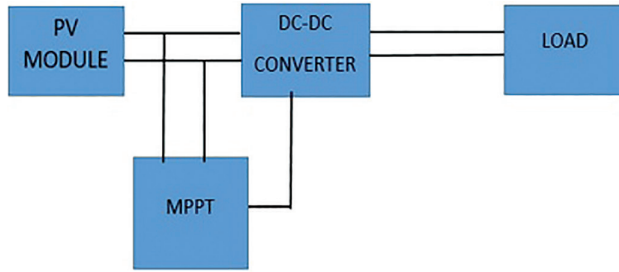 PV
MODULE
DC-DC
CONVERTER
LOAD
MPPT